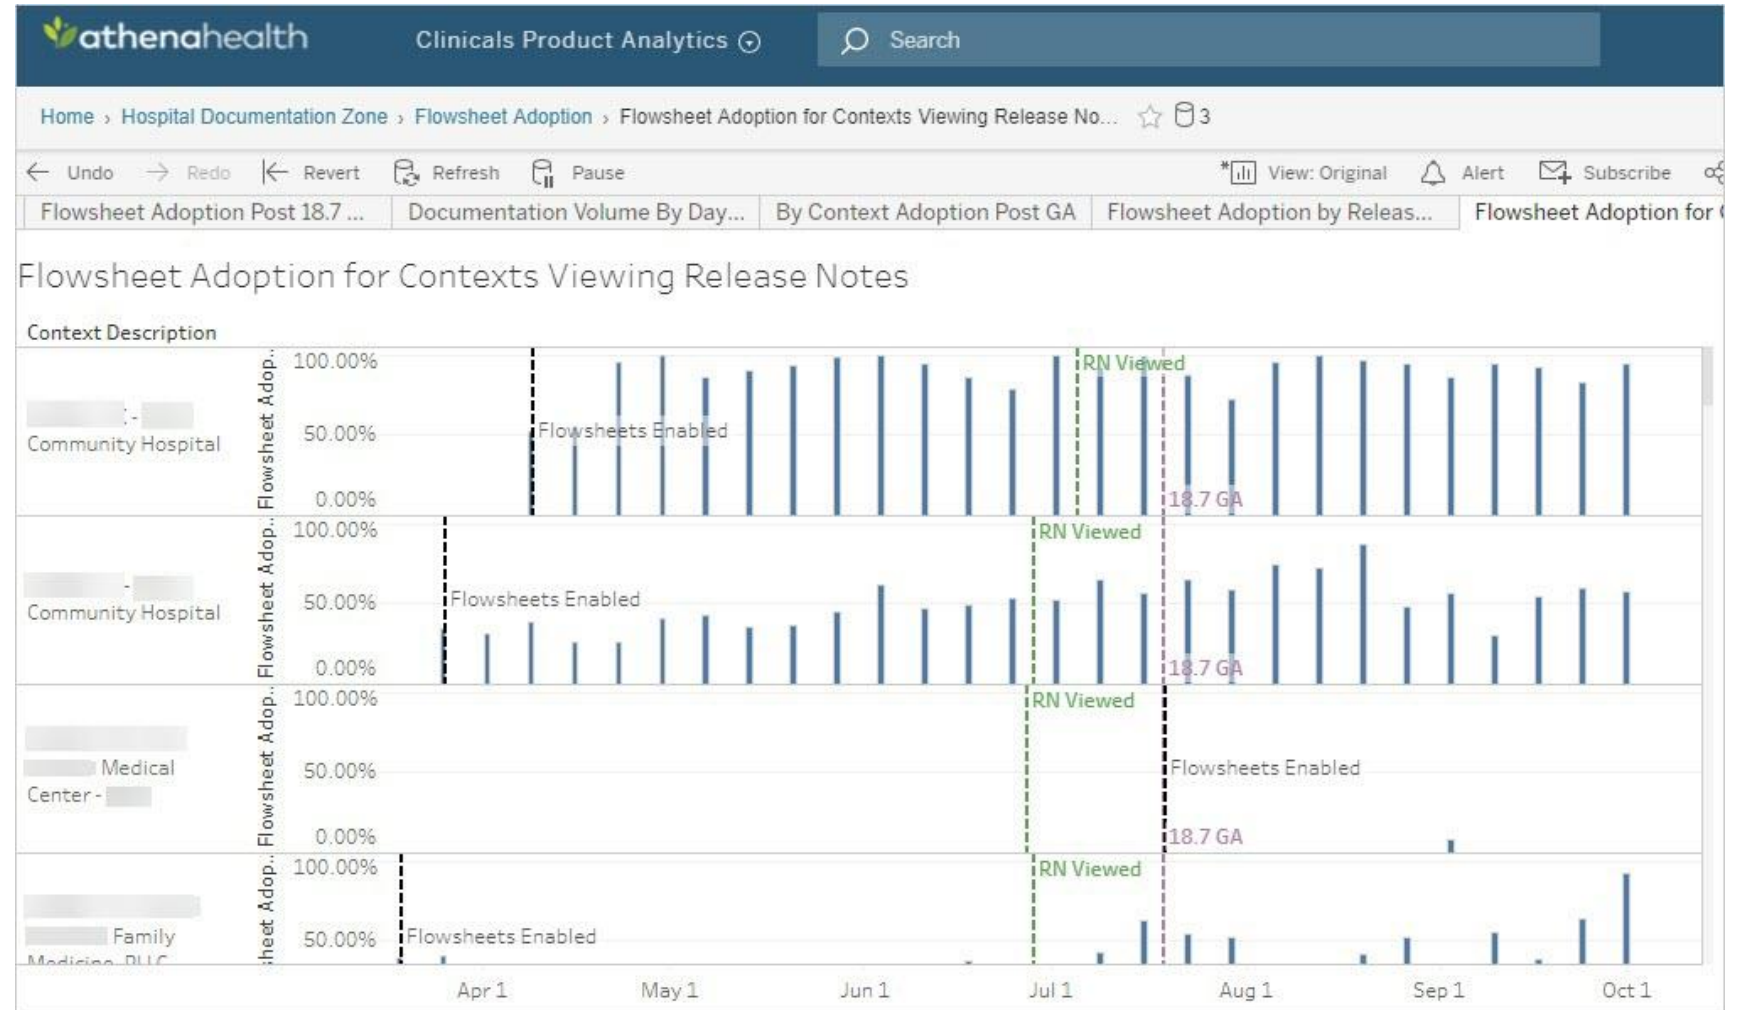 athenahealth
Clinicals Product Analytics
Search
Home › Hospital Documentation Zone › Flowsheet Adoption › Flowsheet Adoption for Contexts Viewing Release No... 3
Undo Redo Revert Refresh Pause View: Original Alert Subscribe
Flowsheet Adoption Post 18.7 ... Documentation Volume By Day... By Context Adoption Post GA Flowsheet Adoption by Releas... Flowsheet Adoption for
Flowsheet Adoption for Contexts Viewing Release Notes
Context Description
-
Community Hospital
Flowsheet Adop..
100.00%
50.00%
0.00%
Flowsheets Enabled
RN Viewed
18.7 GA
-
Community Hospital
Flowsheet Adop..
100.00%
50.00%
0.00%
Flowsheets Enabled
RN Viewed
18.7 GA
Medical
Center -
Flowsheet Adop..
100.00%
50.00%
0.00%
RN Viewed
Flowsheets Enabled
18.7 GA
Family
Medicine, PLLC
sheet Adop..
100.00%
50.00%
Flowsheets Enabled
RN Viewed
Apr 1 May 1 Jun 1 Jul 1 Aug 1 Sep 1 Oct 1